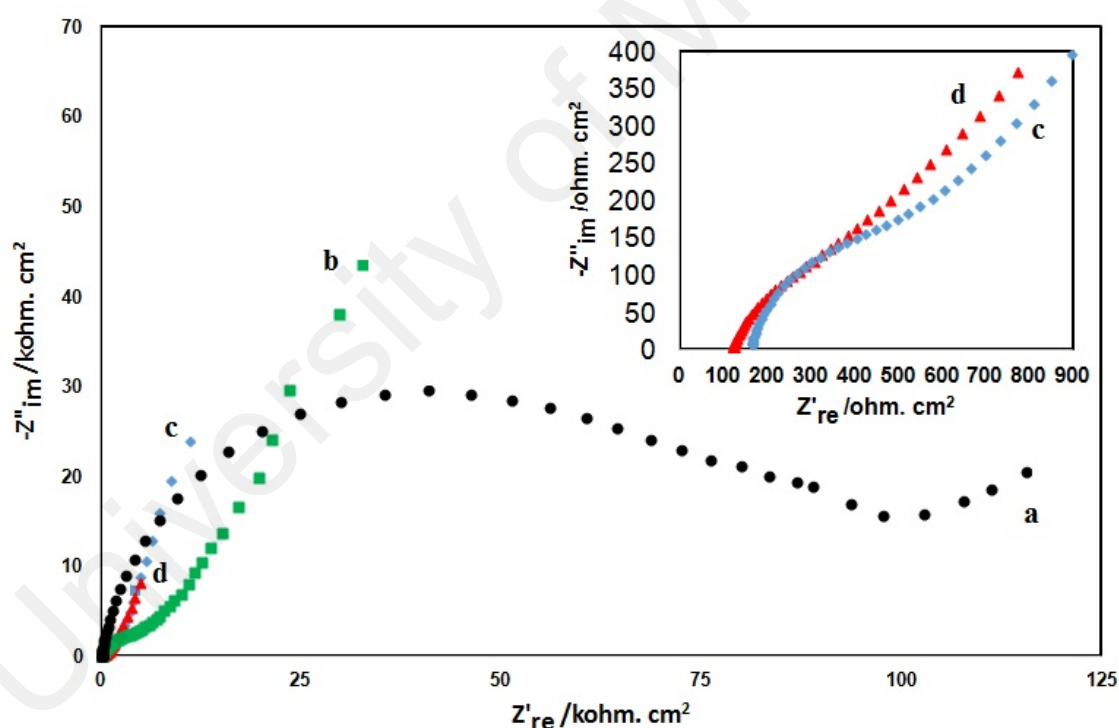 University of M
70
60
50
40
30
20
10
0
-Z''im /kohm. cm²
0 25 50 75 100 125
Z're /kohm. cm²
a
b
c
d
400
350
300
250
200
150
100
50
0
-Z''im /ohm. cm²
0 100 200 300 400 500 600 700 800 900
Z're /ohm. cm²
d
c